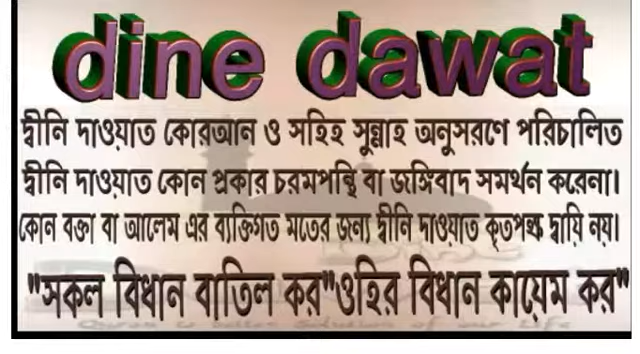 dine dawat
দ্বীনি দাওয়াত কোরআন ও সহিহ সুন্নাহ অনুসরণে পরিচালিত
দ্বীনি দাওয়াত কোন প্রকার চরমপন্থি বা জঙ্গিবাদ সমর্থন করেনা।
কোন বক্তা বা আলেম এর ব্যক্তিগত মতের জন্য দ্বীনি দাওয়াত কৃতপক্ষ দ্বায়ি নয়।
"সকল বিধান বাতিল কর"ওহির বিধান কায়েম কর"